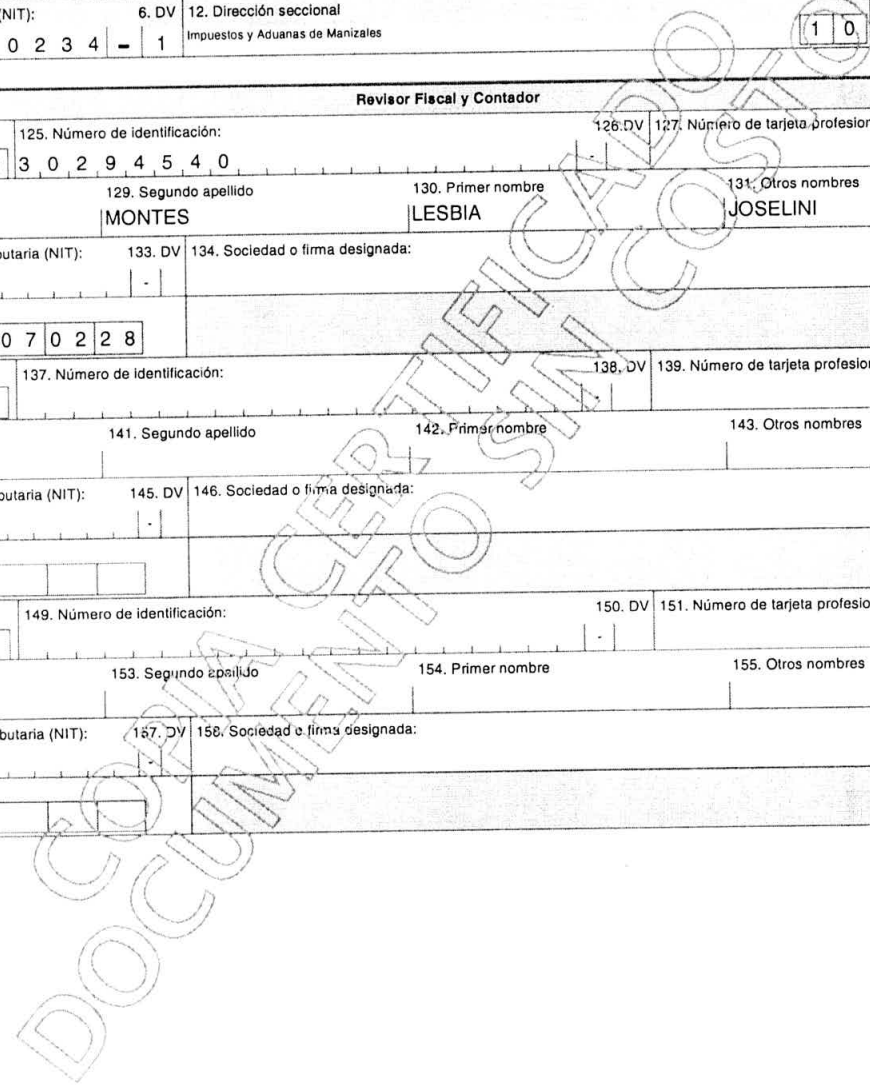 (NIT): 6. DV 12. Dirección seccional
0 2 3 4 - 1 Impuestos y Aduanas de Manizales 1 0
Revisor Fiscal y Contador
125. Número de identificación: 126. DV 127. Número de tarjeta profesion
3 0 2 9 4 5 4 0 -
129. Segundo apellido 130. Primer nombre 131. Otros nombres
MONTES LESBIA JOSELINI
butaria (NIT): 133. DV 134. Sociedad o firma designada:
-
0 7 0 2 2 8
137. Número de identificación: 138. DV 139. Número de tarjeta profesion
-
141. Segundo apellido 142. Primer nombre 143. Otros nombres
butaria (NIT): 145. DV 146. Sociedad o firma designada:
-
149. Número de identificación: 150. DV 151. Número de tarjeta profesio
-
153. Segundo apellido 154. Primer nombre 155. Otros nombres
butaria (NIT): 157. DV 158. Sociedad o firma designada:
-
COPIA CERTIFICADO
DOCUMENTO SIN COSTO